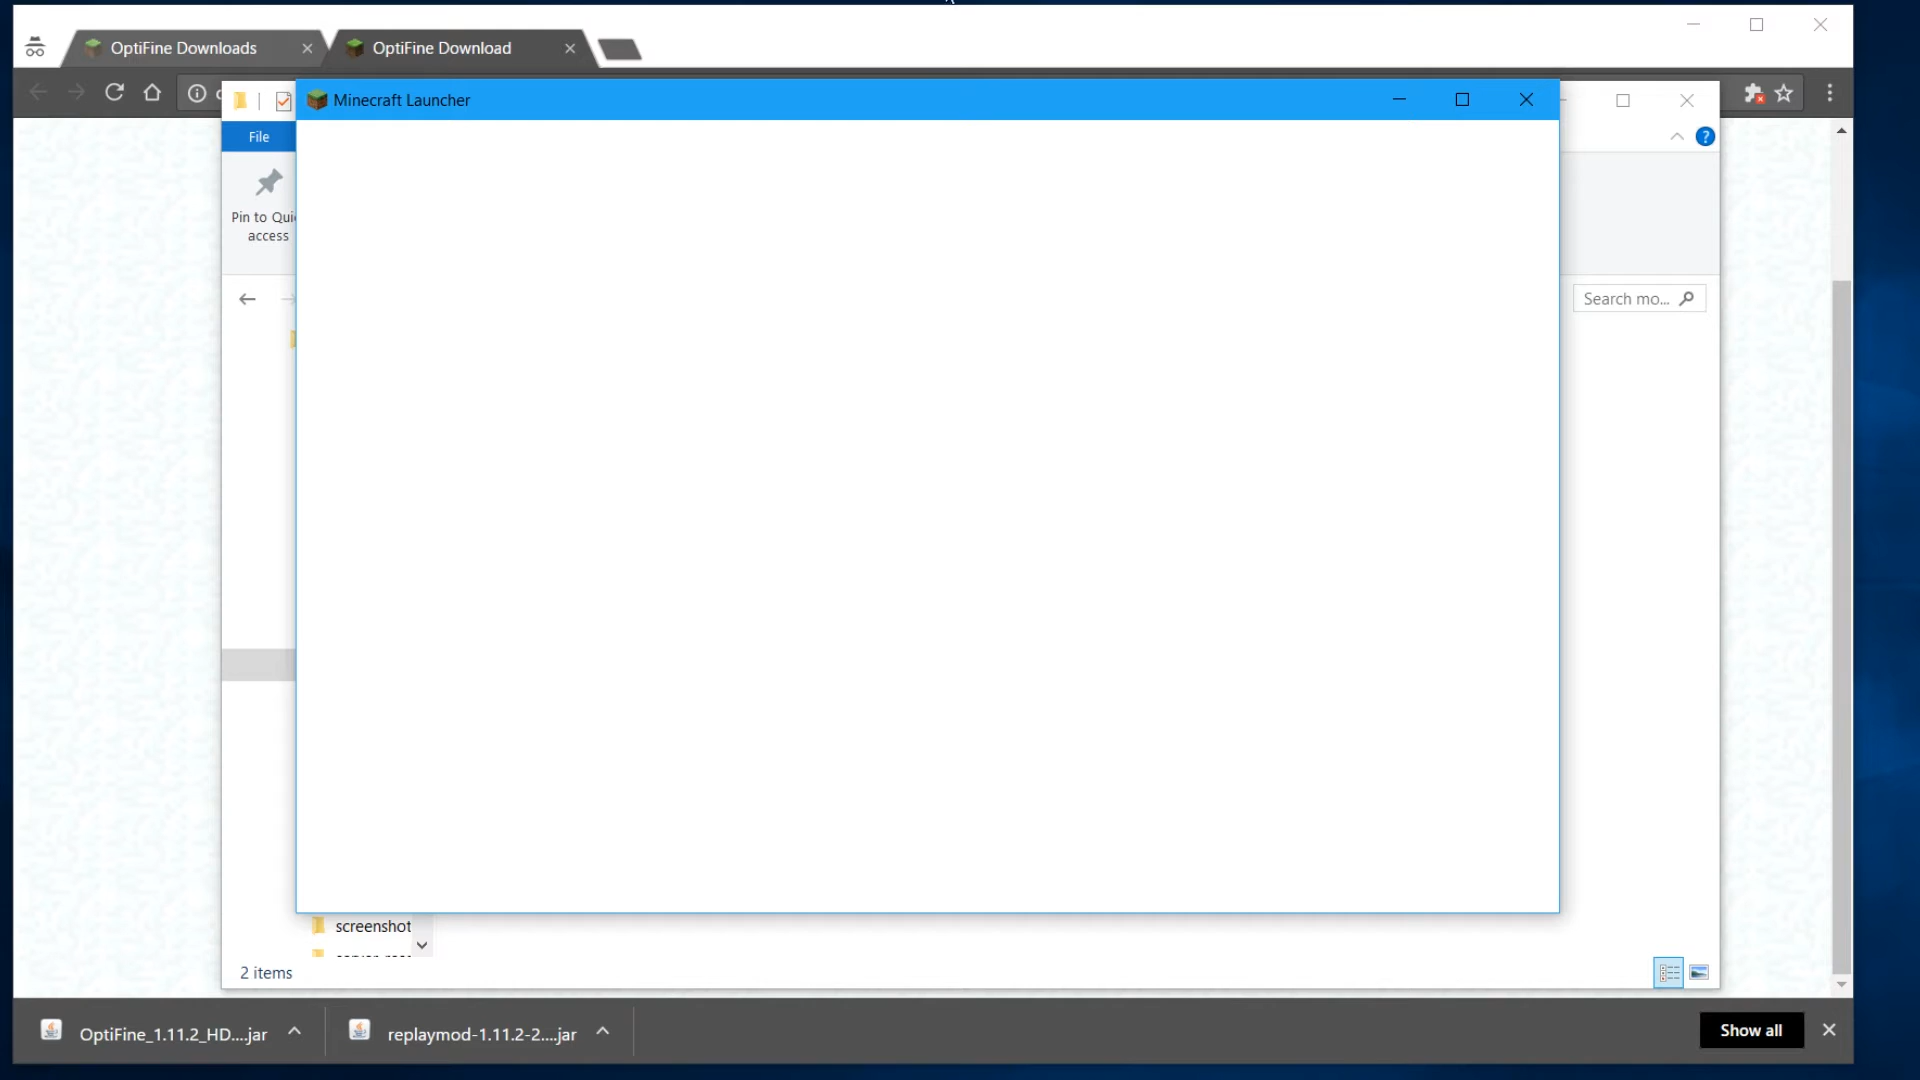 OptiFine Downloads
OptiFine Download
Minecraft Launcher
File
Pin to Qui
access
Search mo...
screenshot
2 items
OptiFine_1.11.2_HD....jar
replaymod-1.11.2-2....jar
Show all